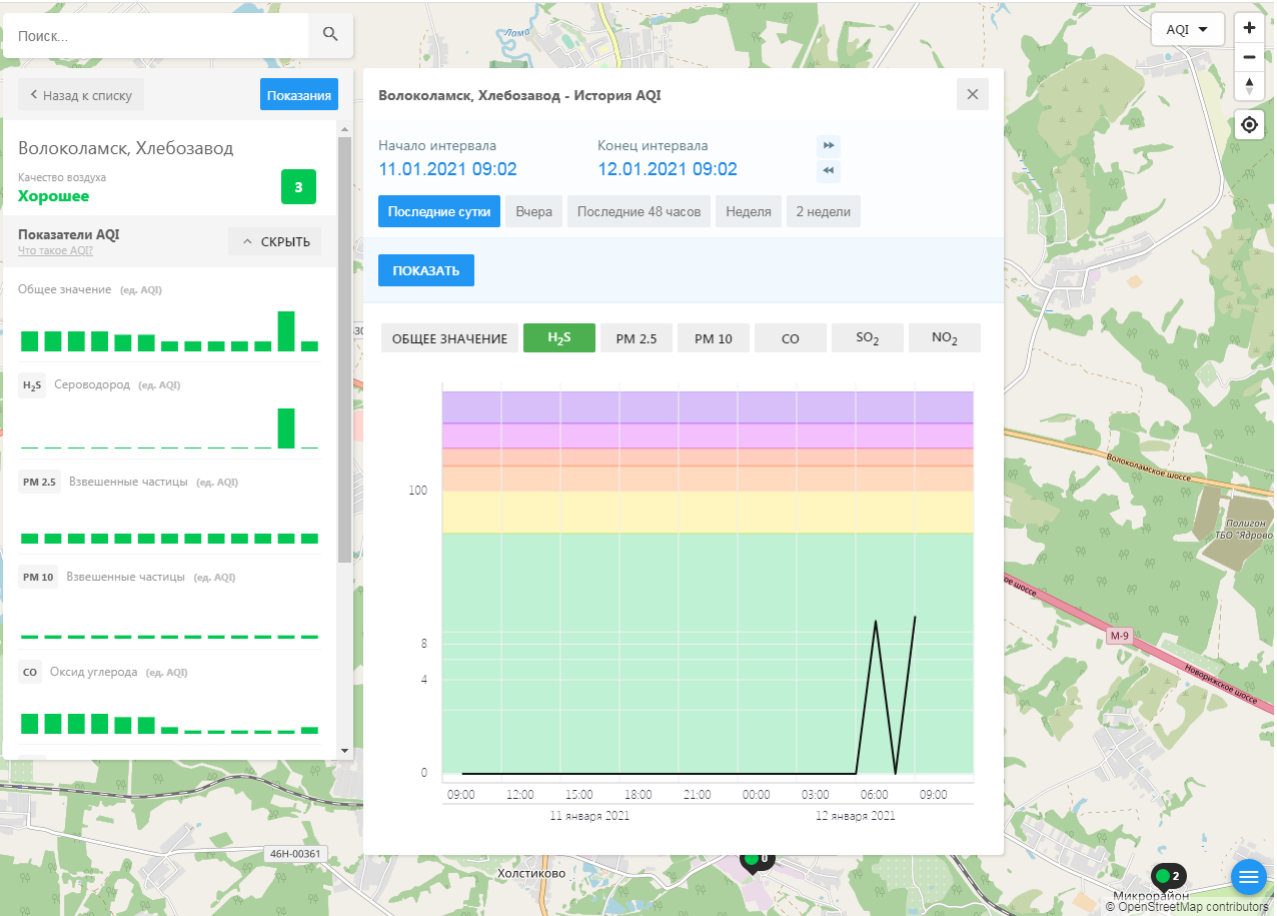 Поиск...
Назад к списку
Показания
Волоколамск, Хлебозавод
Качество воздуха
Хорошее
3
Показатели AQI
Что такое AQI?
СКРЫТЬ
Общее значение (ед. AQI)
H2S Сероводород (ед. AQI)
PM 2.5 Взвешенные частицы (ед. AQI)
PM 10 Взвешенные частицы (ед. AQI)
CO Оксид углерода (ед. AQI)
Волоколамск, Хлебозавод - История AQI
Начало интервала
11.01.2021 09:02
Конец интервала
12.01.2021 09:02
Последние сутки
Вчера
Последние 48 часов
Неделя
2 недели
ПОКАЗАТЬ
ОБЩЕЕ ЗНАЧЕНИЕ
H2S
PM 2.5
PM 10
CO
SO2
NO2
100
8
4
0
09:00 12:00 15:00 18:00 21:00 00:00 03:00 06:00 09:00
11 января 2021 12 января 2021
AQI
Лама
Волоколамское шоссе
Полигон
ТБО "Ядрово"
ое шоссе
М-9
Новорижское шоссе
46Н-00361
Холстиково
0
2
Микрорайон
© OpenStreetMap contributors